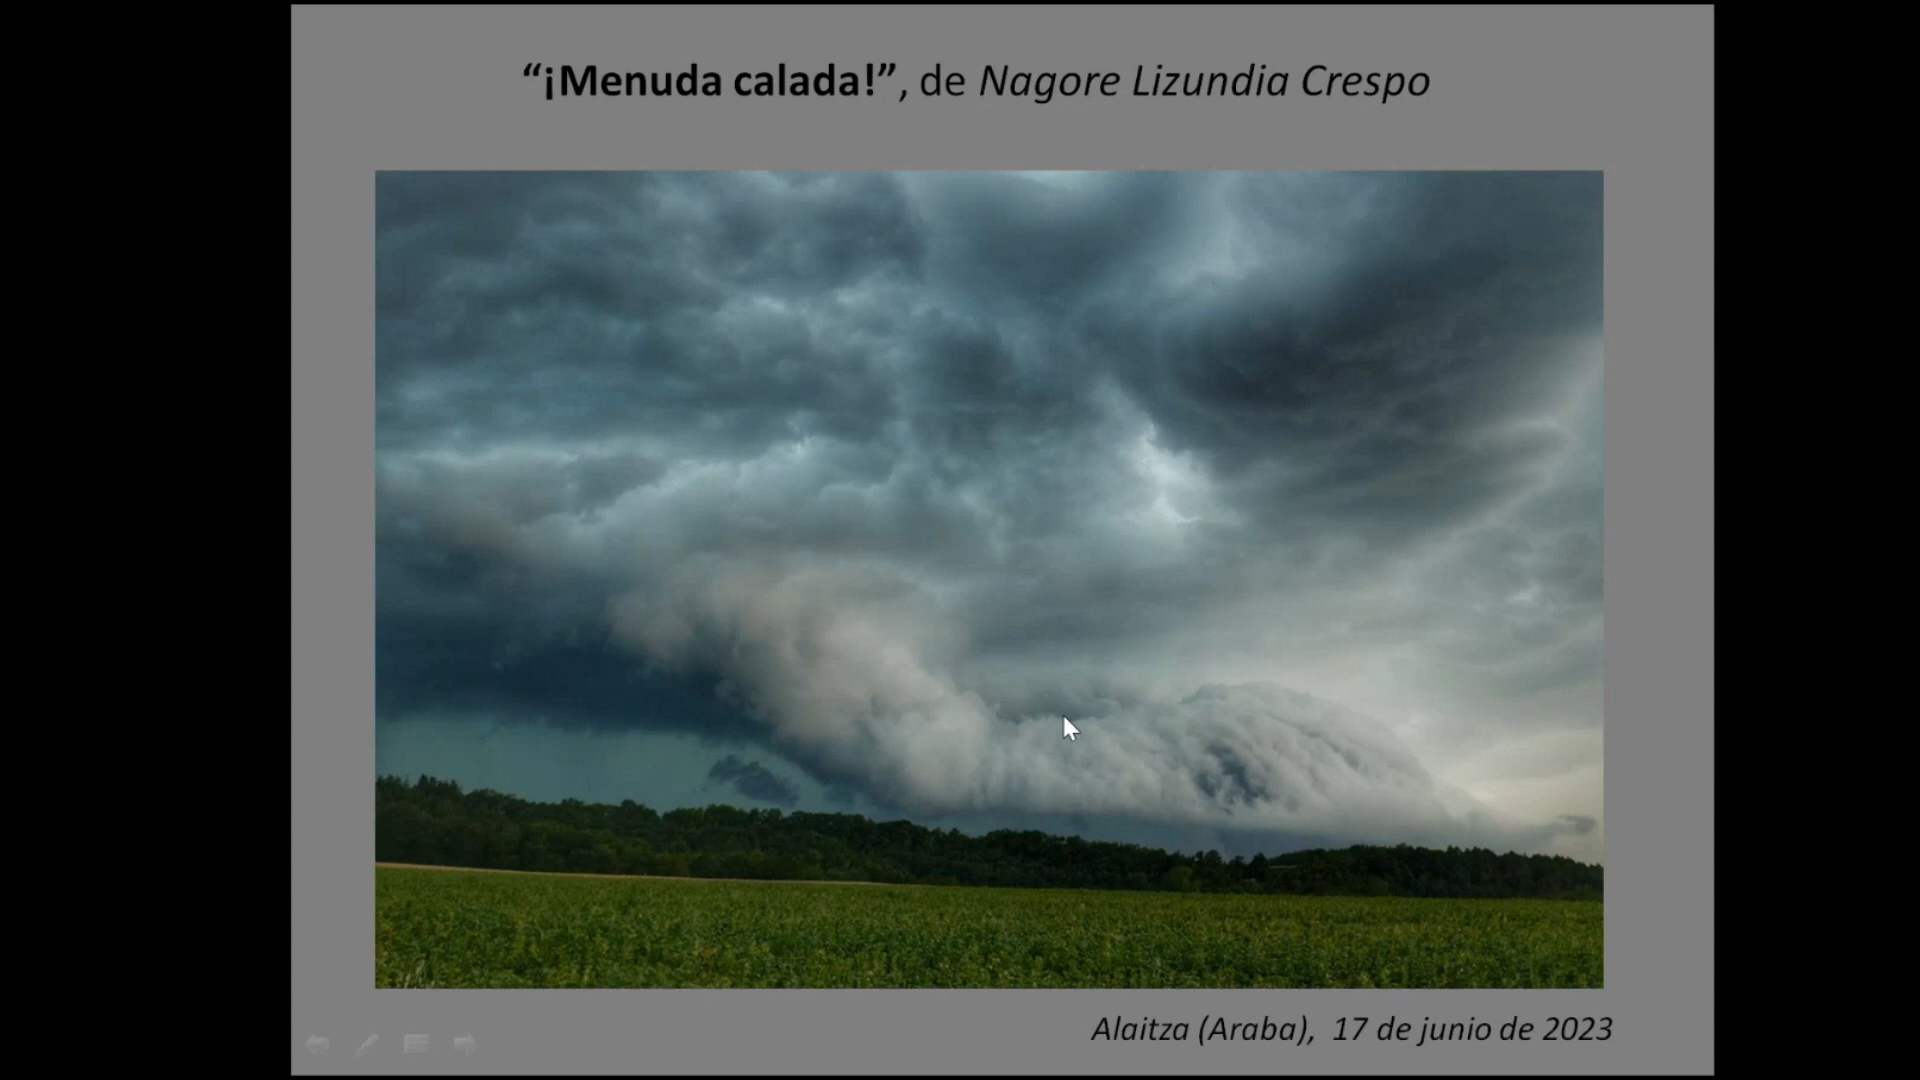 “¡Menuda calada!”, de Nagore Lizundia Crespo
Alaitza (Araba), 17 de junio de 2023